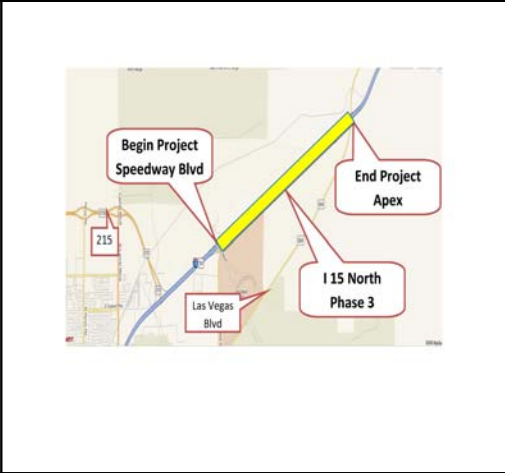 Begin Project
Speedway Blvd
End Project
Apex
215
I 15 North
Phase 3
Las Vegas
Blvd